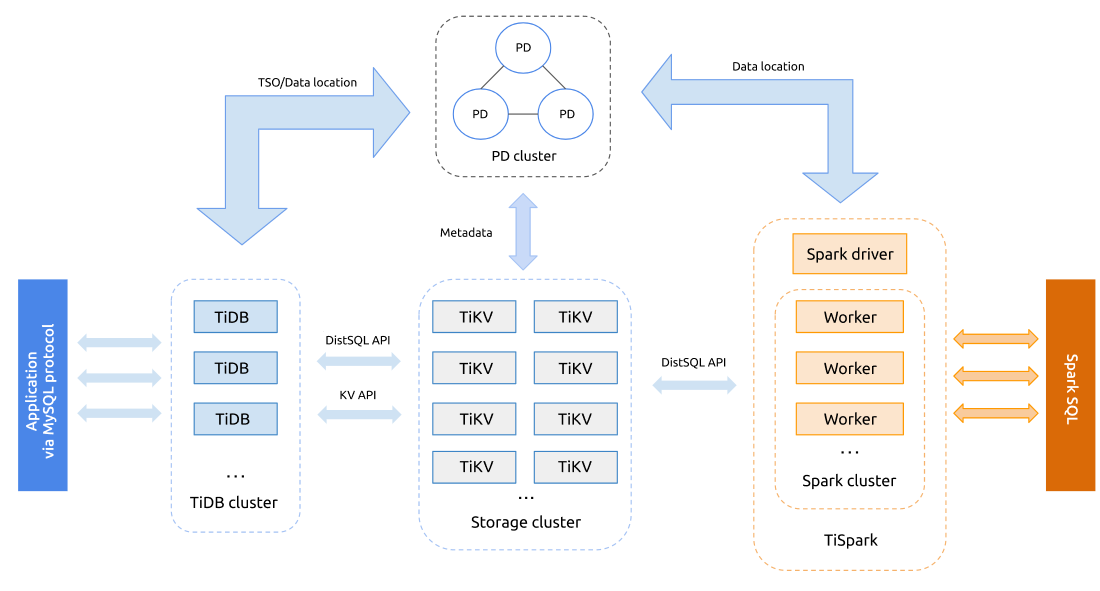 PD
TSO/Data location
Data location
PD
PD
PD cluster
Metadata
Spark driver
TiDB
TiDB
TiDB
...
TiDB cluster
Application
via MySQL protocol
DistSQL API
KV API
TiKV TiKV
TiKV TiKV
TiKV TiKV
TiKV TiKV
...
Storage cluster
DistSQL API
Worker
Worker
Worker
...
Spark cluster
TiSpark
Spark SQL